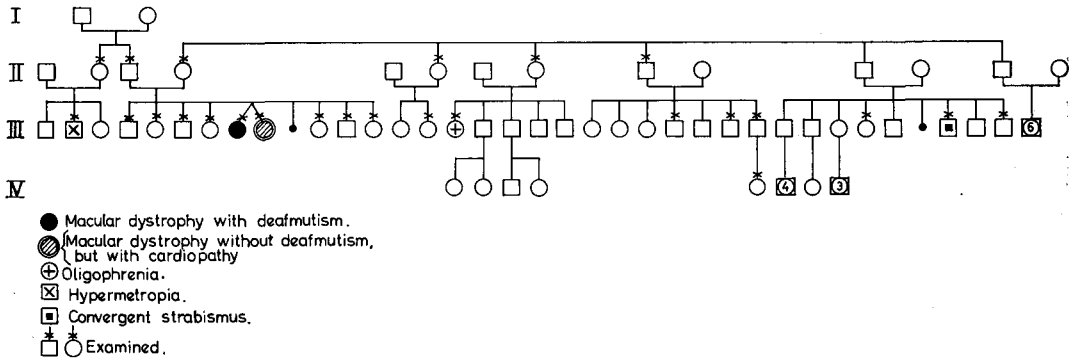 I
II
III
6
IV
4
3
Macular dystrophy with deafmutism.
Macular dystrophy without deafmutism,
but with cardiopathy
Oligophrenia.
Hypermetropia.
Convergent strabismus.
Examined.